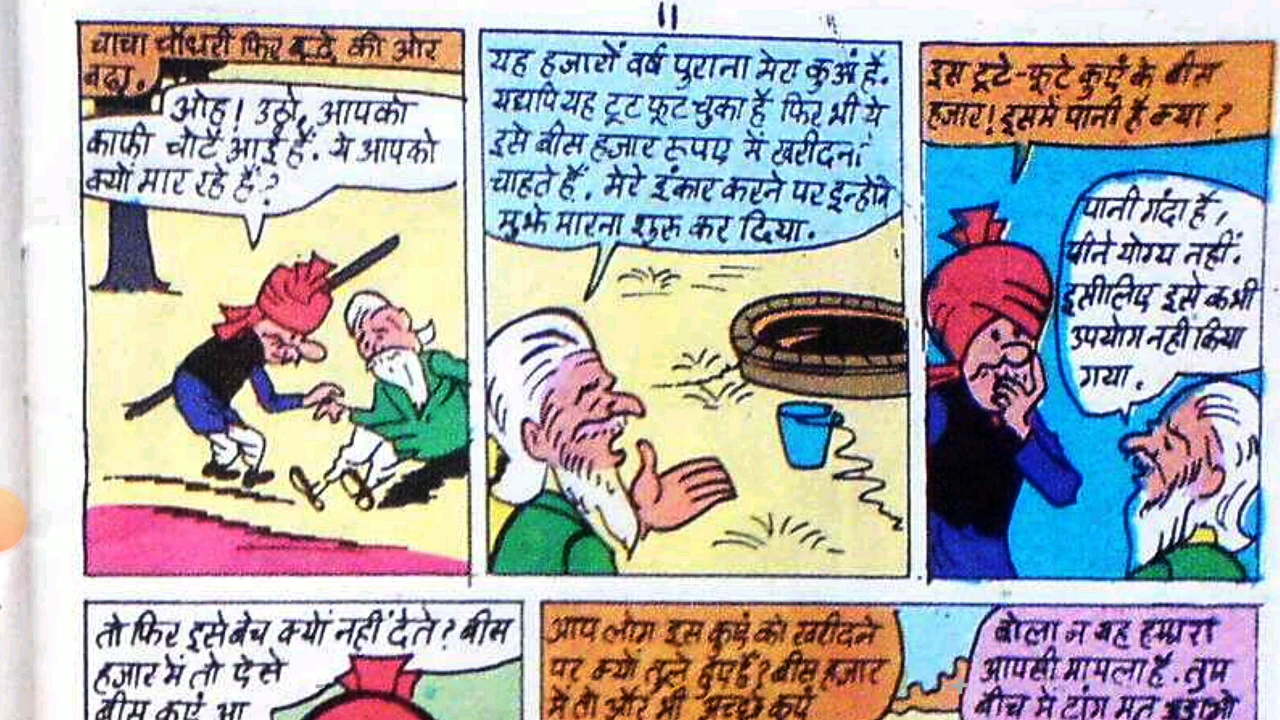 11
चाचा चौधरी फिर बूढ़े की ओर
बढ़ा.
ओह! उठो, आपको
काफी चोटें आई हैं. ये आपको
क्यों मार रहे हैं?
यह हजारों वर्ष पुराना मेरा कुआं है.
यद्यपि यह टूट फूट चुका है फिर भी ये
इसे बीस हजार रूपए में खरीदना
चाहते हैं. मेरे इंकार करने पर इन्होंने
मुझे मारना शुरू कर दिया.
इस टूटे-फूटे कुएं के बीस
हजार! इसमें पानी है क्या?
पानी गंदा है,
पीने योग्य नहीं.
इसीलिए इसे कभी
उपयोग नहीं किया
गया.
तो फिर इसे बेच क्यों नहीं देते? बीस
हजार में तो ऐसे
बीस कुएं आ
आप लोग इस कुएं को खरीदने
पर क्यों तुले हुए हैं? बीस हजार
में तो और भी अच्छे कुएं
बोला न यह हमारा
आपसी मामला है. तुम
बीच में टांग मत अड़ाओ